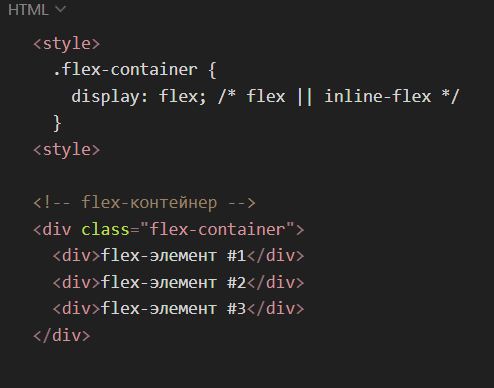 HTML
<style>
.flex-container {
display: flex; /* flex || inline-flex */
}
<style>
<!-- flex-контейнер -->
<div class="flex-container">
<div>flex-элемент #1</div>
<div>flex-элемент #2</div>
<div>flex-элемент #3</div>
</div>